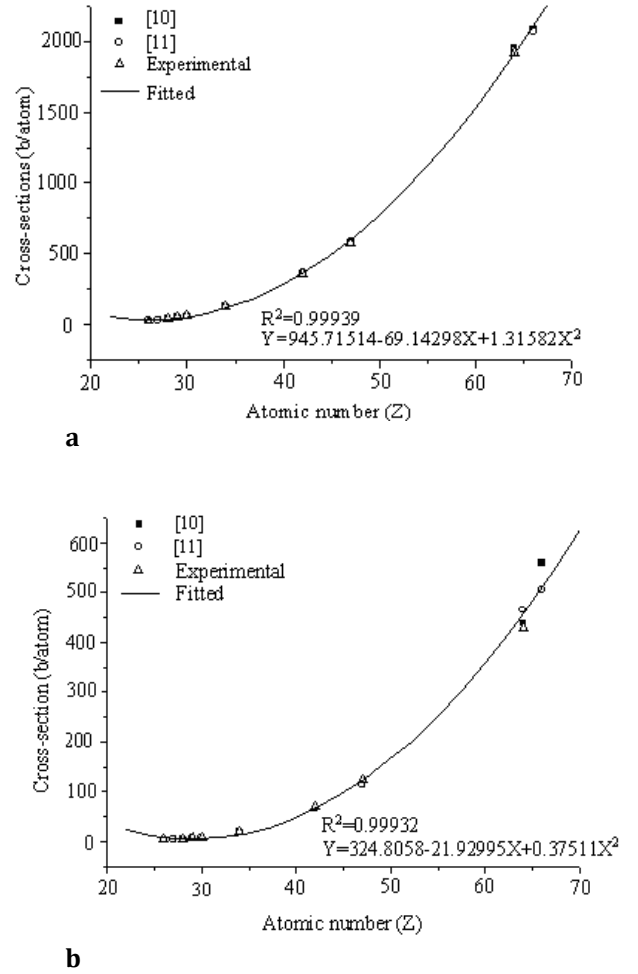 [10]
[11]
Experimental
Fitted
2000
1500
1000
500
0
Cross-sections (b/atom)
R²=0.99939
Y=945.71514-69.14298X+1.31582X²
20 30 40 50 60 70
Atomic number (Z)
a
[10]
[11]
Experimental
Fitted
600
500
400
300
200
100
0
Cross-section (b/atom)
R²=0.99932
Y=324.8058-21.92995X+0.37511X²
20 30 40 50 60 70
Atomic number (Z)
b